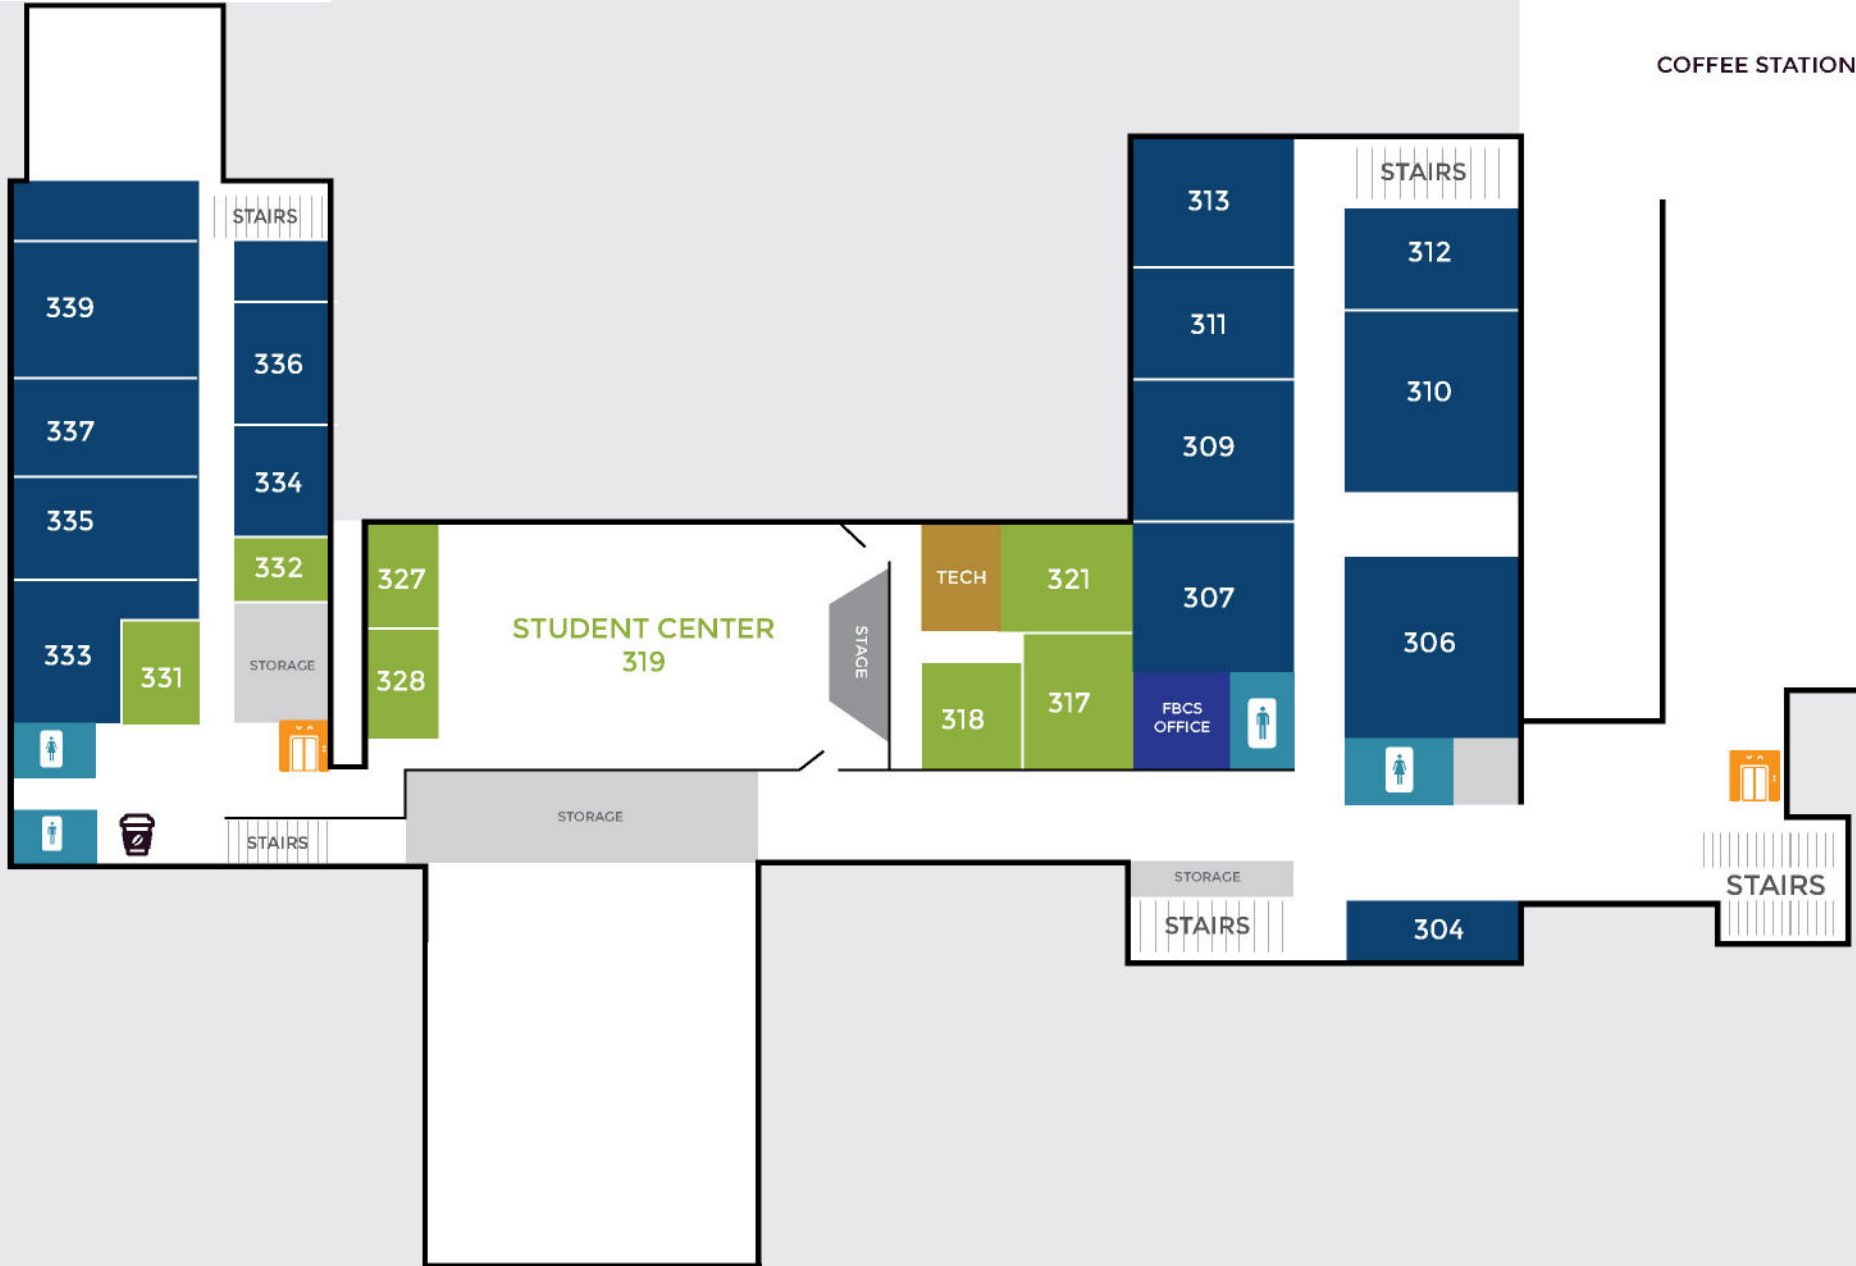 COFFEE STATION
STAIRS
313
312
STAIRS
339
311
336
310
337
309
334
335
332
327
TECH
321
307
STUDENT CENTER
319
STAGE
306
333
331
STORAGE
328
318
317
FBCS
OFFICE
STORAGE
STAIRS
STORAGE
STAIRS
STAIRS
304